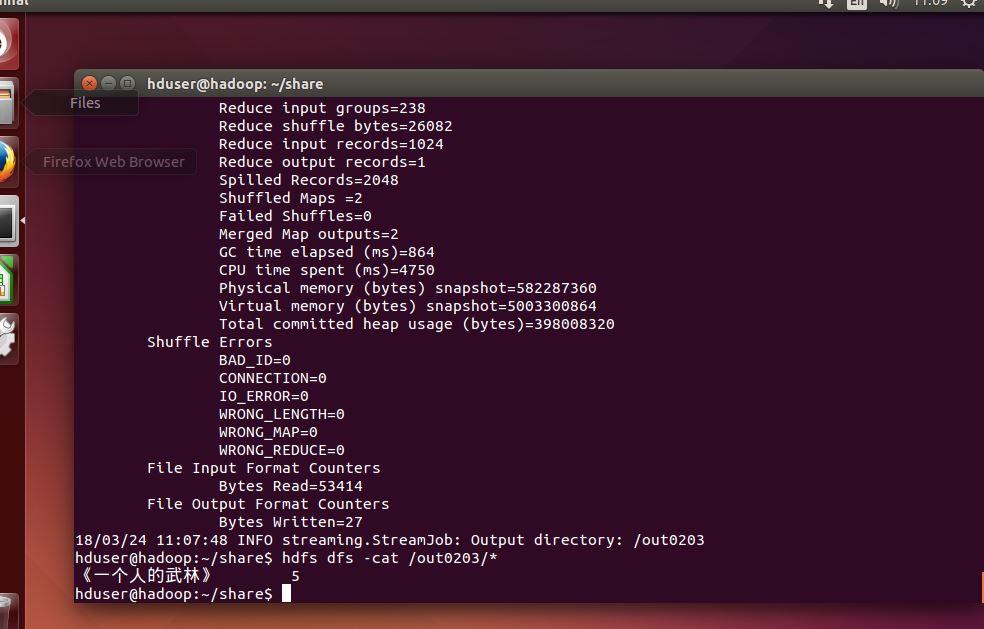 En
11:09
hduser@hadoop: ~/share
Files
Firefox Web Browser
Reduce input groups=238
Reduce shuffle bytes=26082
Reduce input records=1024
Reduce output records=1
Spilled Records=2048
Shuffled Maps =2
Failed Shuffles=0
Merged Map outputs=2
GC time elapsed (ms)=864
CPU time spent (ms)=4750
Physical memory (bytes) snapshot=582287360
Virtual memory (bytes) snapshot=5003300864
Total committed heap usage (bytes)=398008320
Shuffle Errors
BAD_ID=0
CONNECTION=0
IO_ERROR=0
WRONG_LENGTH=0
WRONG_MAP=0
WRONG_REDUCE=0
File Input Format Counters
Bytes Read=53414
File Output Format Counters
Bytes Written=27
18/03/24 11:07:48 INFO streaming.StreamJob: Output directory: /out0203
hduser@hadoop:~/share$ hdfs dfs -cat /out0203/*
《一个人的武林》 5
hduser@hadoop:~/share$